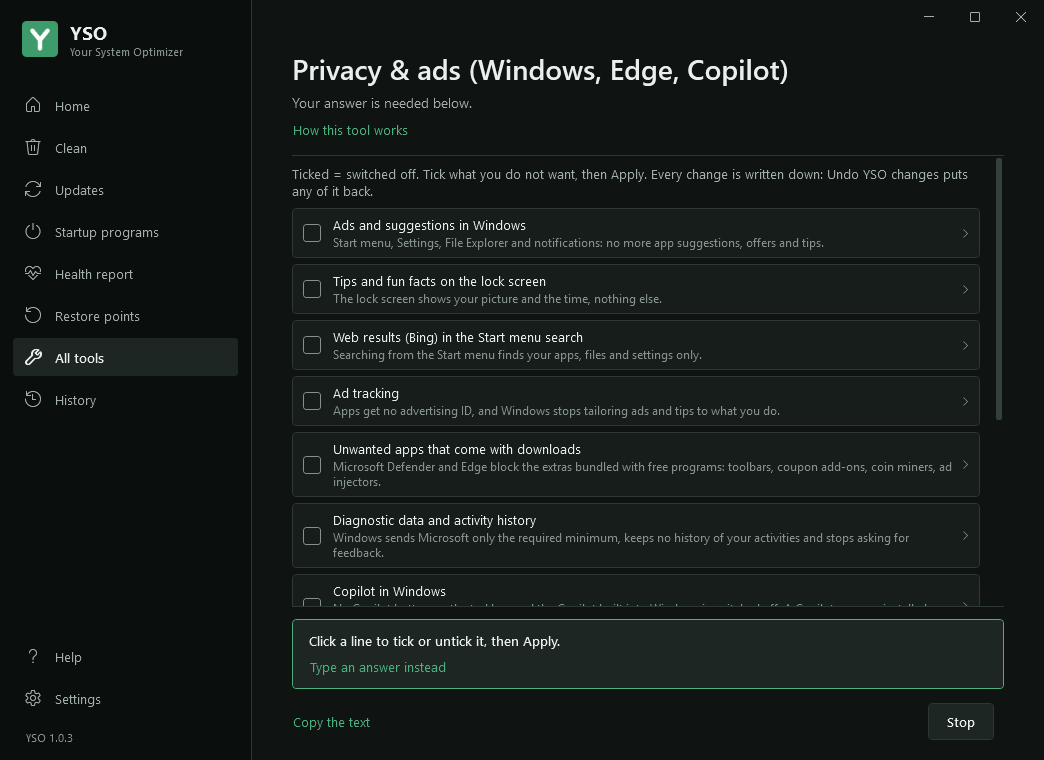 YSO
Your System Optimizer
Home
Clean
Updates
Startup programs
Health report
Restore points
All tools
History
Help
Settings
YSO 1.0.3
Privacy & ads (Windows, Edge, Copilot)
Your answer is needed below.
How this tool works
Ticked = switched off. Tick what you do not want, then Apply. Every change is written down: Undo YSO changes puts
any of it back.
Ads and suggestions in Windows
Start menu, Settings, File Explorer and notifications: no more app suggestions, offers and tips.
Tips and fun facts on the lock screen
The lock screen shows your picture and the time, nothing else.
Web results (Bing) in the Start menu search
Searching from the Start menu finds your apps, files and settings only.
Ad tracking
Apps get no advertising ID, and Windows stops tailoring ads and tips to what you do.
Unwanted apps that come with downloads
Microsoft Defender and Edge block the extras bundled with free programs: toolbars, coupon add-ons, coin miners, ad
injectors.
Diagnostic data and activity history
Windows sends Microsoft only the required minimum, keeps no history of your activities and stops asking for
feedback.
Copilot in Windows
Click a line to tick or untick it, then Apply.
Type an answer instead
Copy the text
Stop